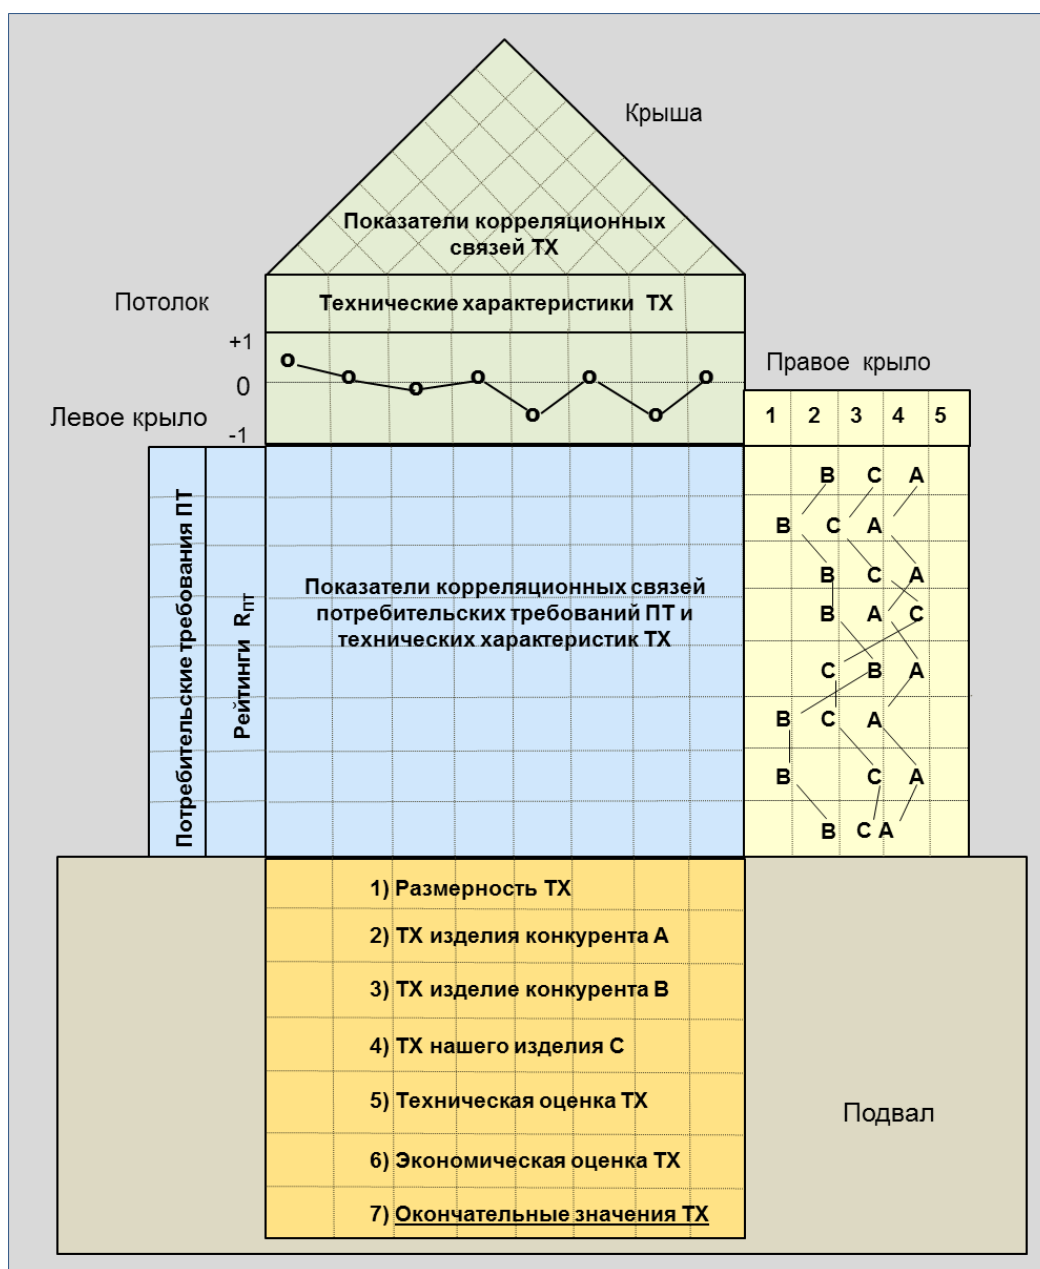 Крыша
Показатели корреляционных
связей ТХ
Потолок
Технические характеристики ТХ
+1
0
-1
Левое крыло
Правое крыло
1 2 3 4 5
Потребительские требования ПТ
Рейтинги RПТ
Показатели корреляционных связей
потребительских требований ПТ и
технических характеристик ТХ
B C A
B C A
B C A
B A C
C B A
B C A
B C A
B C A
1) Размерность ТХ
2) ТХ изделия конкурента А
3) ТХ изделие конкурента В
4) ТХ нашего изделия С
5) Техническая оценка ТХ
6) Экономическая оценка ТХ
7) Окончательные значения ТХ
Подвал